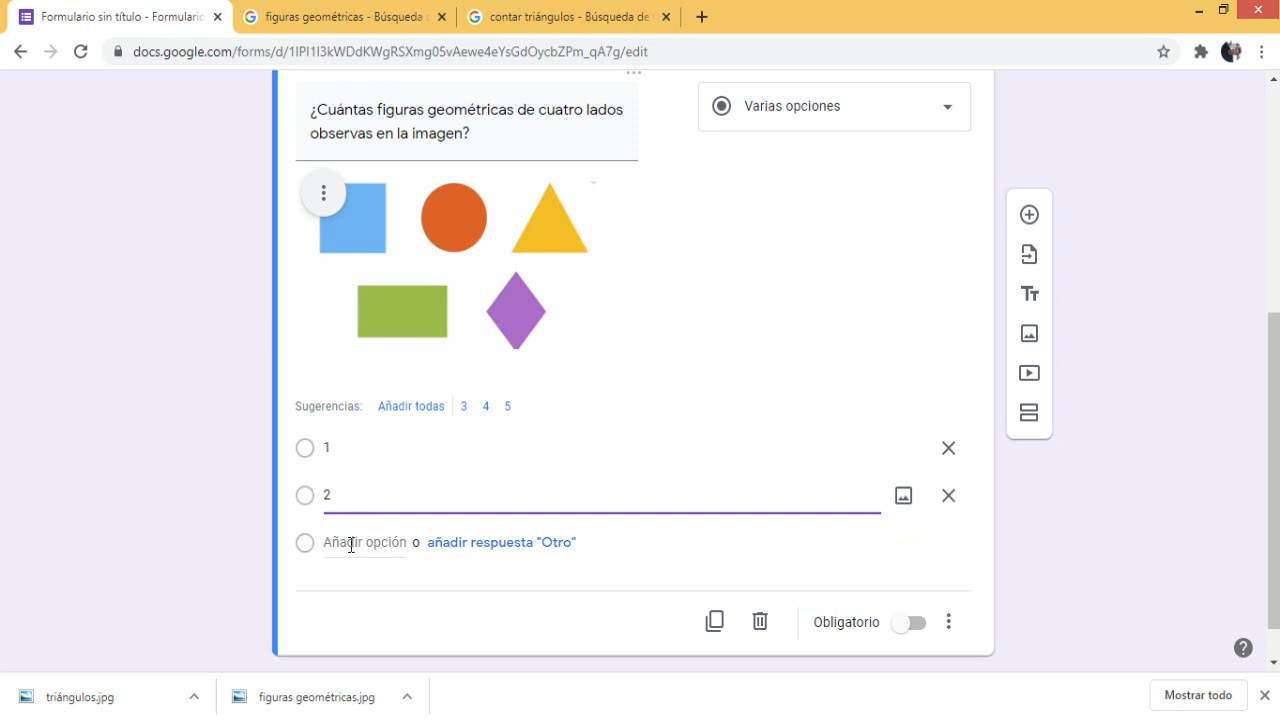 Formulario sin título - Formulario
figuras geométricas - Búsqueda
contar triángulos - Búsqueda de
docs.google.com/forms/d/1IPI1I3kWDdKWgRSXmg05vAewe4eYsGdOycbZPm_qA7g/edit
¿Cuántas figuras geométricas de cuatro lados
observas en la imagen?
Varias opciones
Tт
Sugerencias: Añadir todas 3 4 5
1
2
Añadir opción o añadir respuesta "Otro"
Obligatorio
triángulos.jpg
figuras geométricas.jpg
Mostrar todo